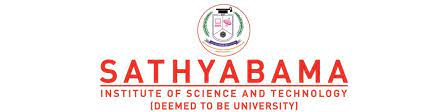 SATHYABAMA
INSTITUTE OF SCIENCE AND TECHNOLOGY
(DEEMED TO BE UNIVERSITY)